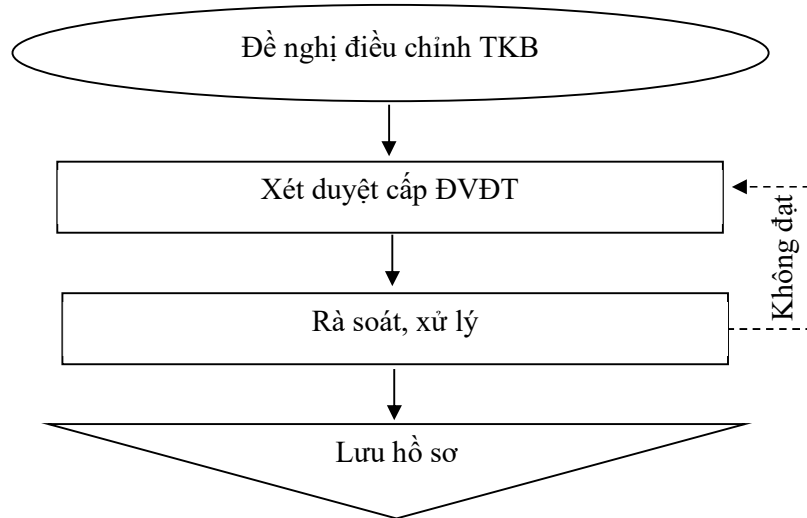 Đề nghị điều chỉnh TKB
Xét duyệt cấp ĐVĐT
Không đạt
Rà soát, xử lý
Lưu hồ sơ